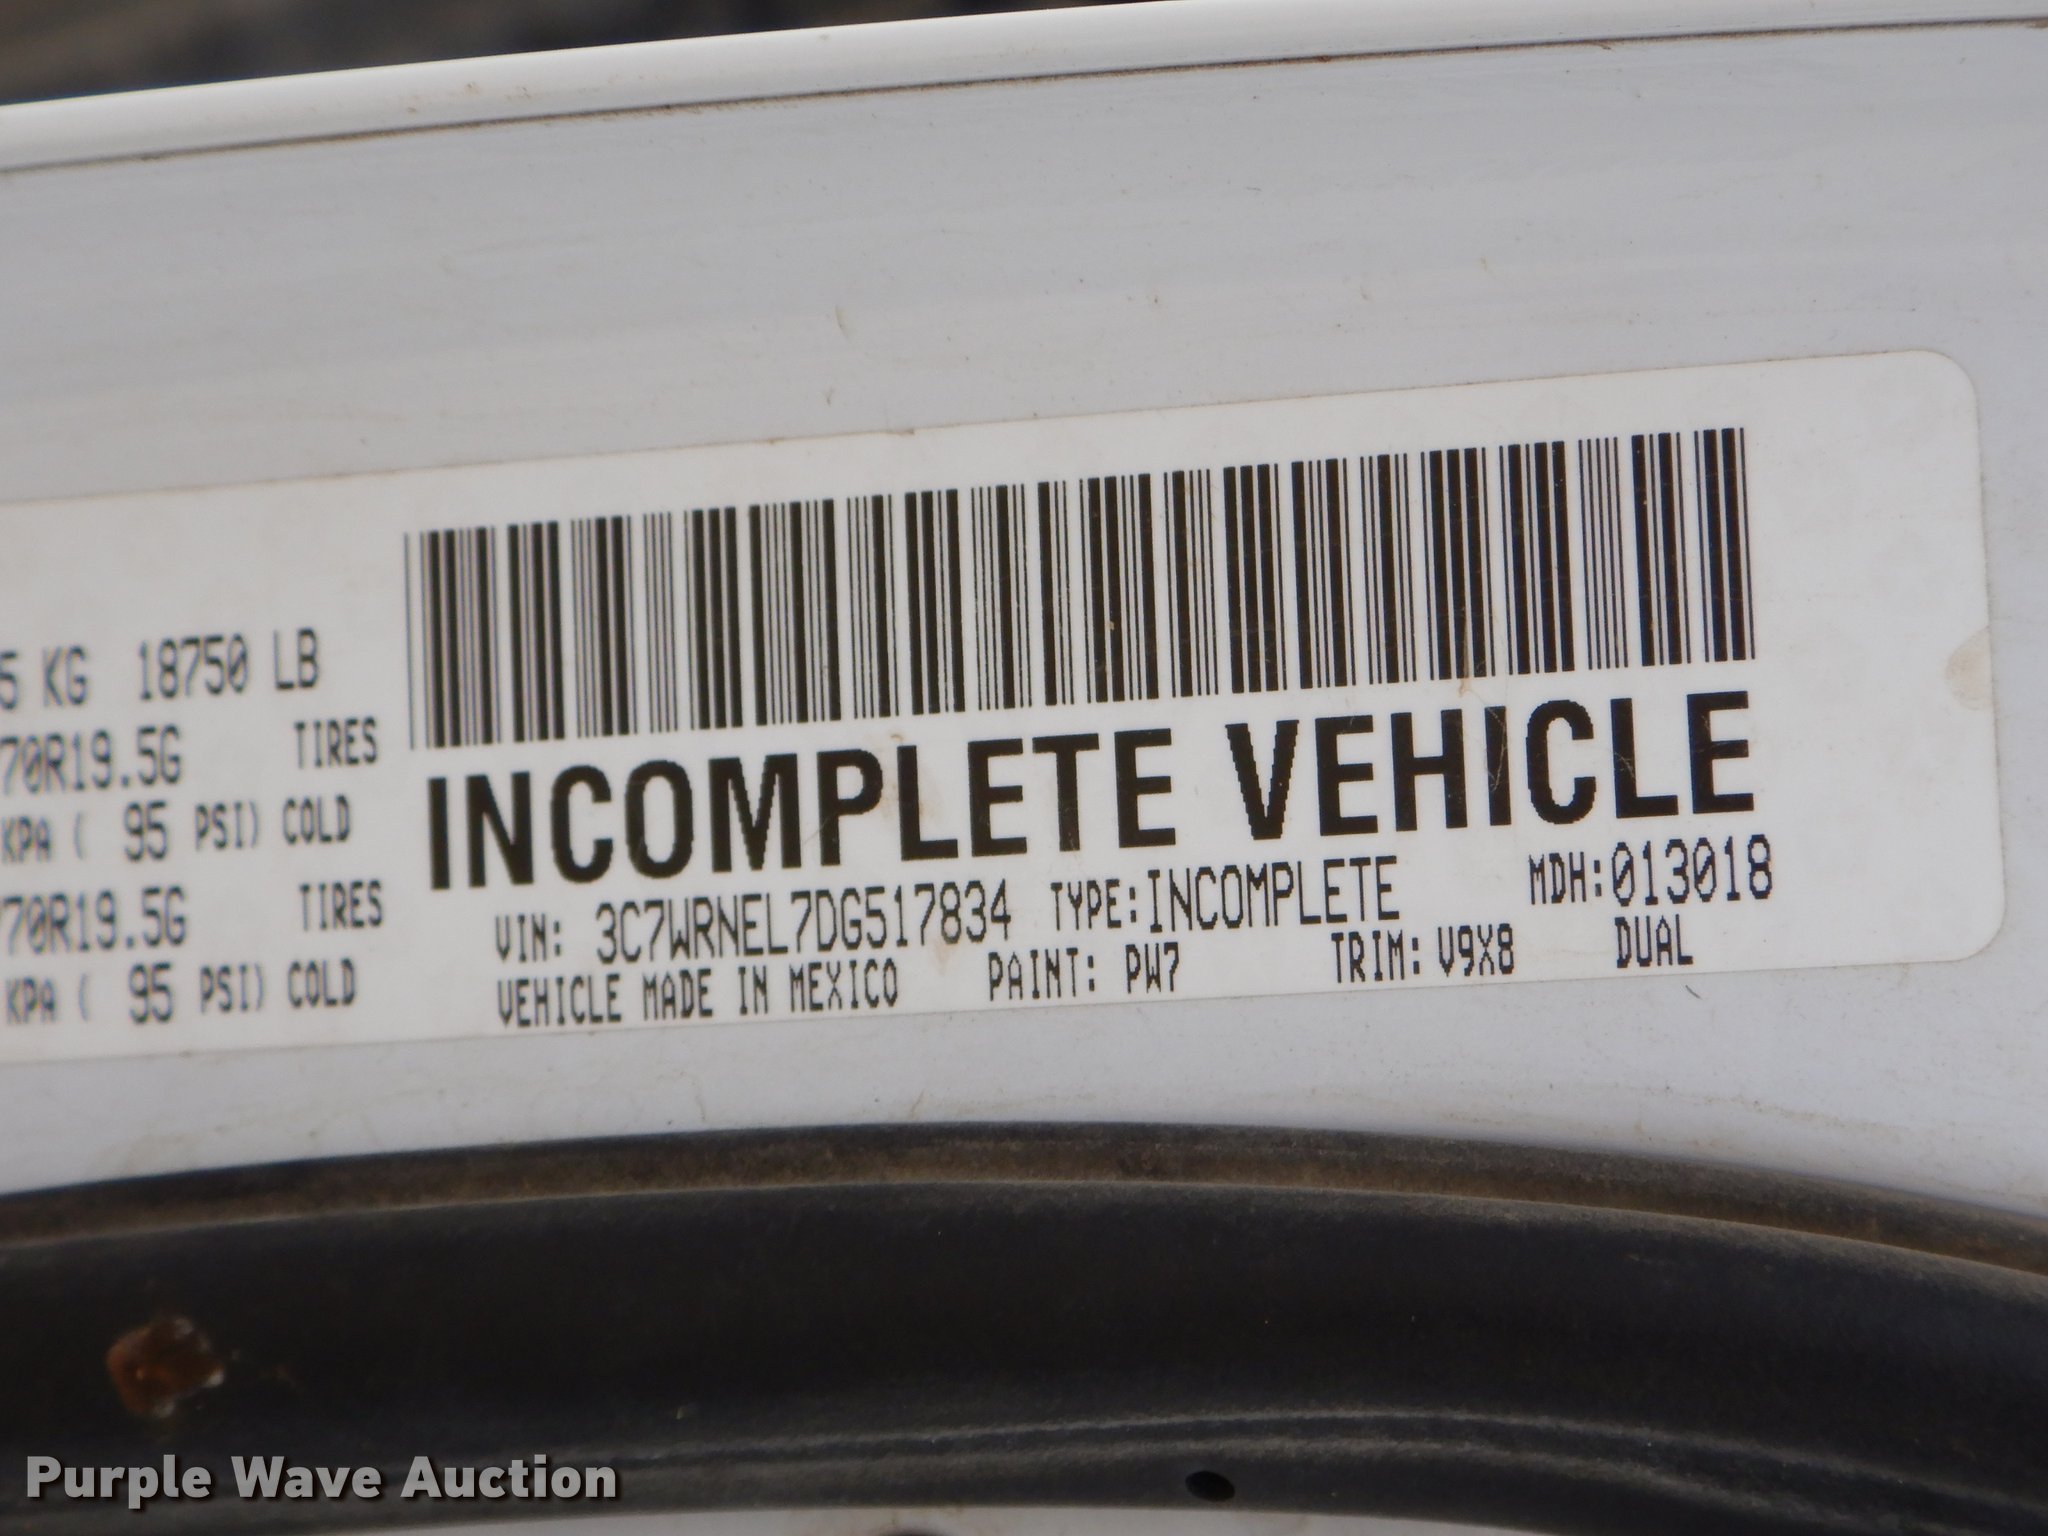 5 KG 18750 LB
70R19.5G TIRES
KPA ( 95 PSI) COLD
70R19.5G TIRES
KPA ( 95 PSI) COLD
INCOMPLETE VEHICLE
VIN: 3C7WRNEL7DG517834 TYPE:INCOMPLETE MDH:013018
VEHICLE MADE IN MEXICO PAINT: PW7 TRIM: V9X8 DUAL
Purple Wave Auction